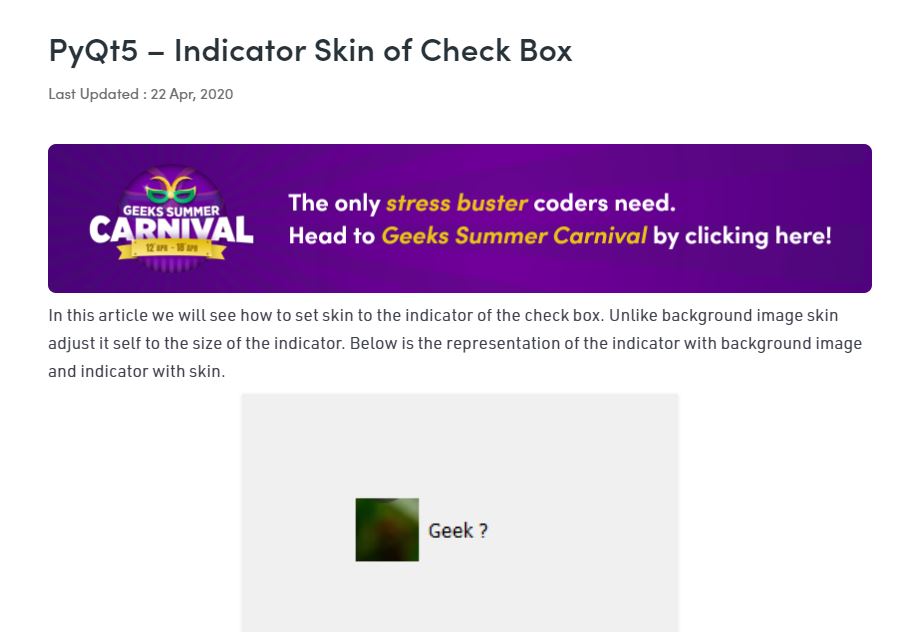 PyQt5 – Indicator Skin of Check Box
Last Updated : 22 Apr, 2020
GEEKS SUMMER
CARNIVAL
12 APR - 18 APR
The only stress buster coders need.
Head to Geeks Summer Carnival by clicking here!
In this article we will see how to set skin to the indicator of the check box. Unlike background image skin
adjust it self to the size of the indicator. Below is the representation of the indicator with background image
and indicator with skin.
Geek ?